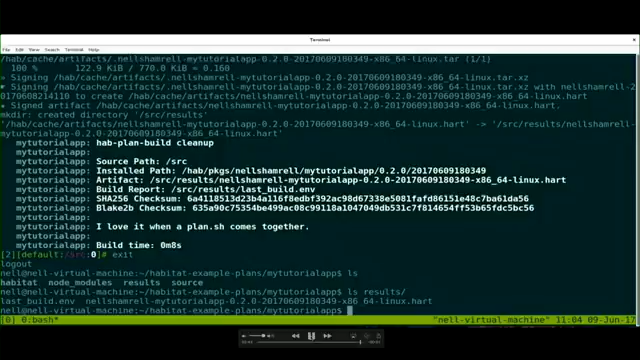 Terminal
File Edit View Search Terminal Help
/hab/cache/artifacts/.nellshamrell-mytutorialapp-0.2.0-20170609180349-x86_64-linux.tar (1/1)
100 % 122.9 KiB / 770.0 KiB = 0.160
» Signing /hab/cache/artifacts/.nellshamrell-mytutorialapp-0.2.0-20170609180349-x86_64-linux.tar.xz
☛ Signing /hab/cache/artifacts/.nellshamrell-mytutorialapp-0.2.0-20170609180349-x86_64-linux.tar.xz with nellshamrell-2
0170608214110 to create /hab/cache/artifacts/nellshamrell-mytutorialapp-0.2.0-20170609180349-x86_64-linux.hart
★ Signed artifact /hab/cache/artifacts/nellshamrell-mytutorialapp-0.2.0-20170609180349-x86_64-linux.hart.
mkdir: created directory '/src/results'
'/hab/cache/artifacts/nellshamrell-mytutorialapp-0.2.0-20170609180349-x86_64-linux.hart' -> '/src/results/nellshamrell-
mytutorialapp-0.2.0-20170609180349-x86_64-linux.hart'
mytutorialapp: hab-plan-build cleanup
mytutorialapp:
mytutorialapp: Source Path: /src
mytutorialapp: Installed Path: /hab/pkgs/nellshamrell/mytutorialapp/0.2.0/20170609180349
mytutorialapp: Artifact: /src/results/nellshamrell-mytutorialapp-0.2.0-20170609180349-x86_64-linux.hart
mytutorialapp: Build Report: /src/results/last_build.env
mytutorialapp: SHA256 Checksum: 6a4118513d23b4a116f8edbf392ac98d67338e5081fafd86151e48c7ba61da56
mytutorialapp: Blake2b Checksum: 635a90c75354be499ac08c99118a1047049db531c7f814654ff53b65fdc5bc56
mytutorialapp:
mytutorialapp: I love it when a plan.sh comes together.
mytutorialapp:
mytutorialapp: Build time: 0m8s
[2][default:/src:0]# exit
logout
nell@nell-virtual-machine:~/habitat-example-plans/mytutorialapp$ ls
habitat node_modules results source
nell@nell-virtual-machine:~/habitat-example-plans/mytutorialapp$ ls results/
last_build.env nellshamrell-mytutorialapp-0.2.0-20170609180349-x86_64-linux.hart
nell@nell-virtual-machine:~/habitat-example-plans/mytutorialapp$
[0] 0:bash* "nell-virtual-machine" 11:04 09-Jun-17